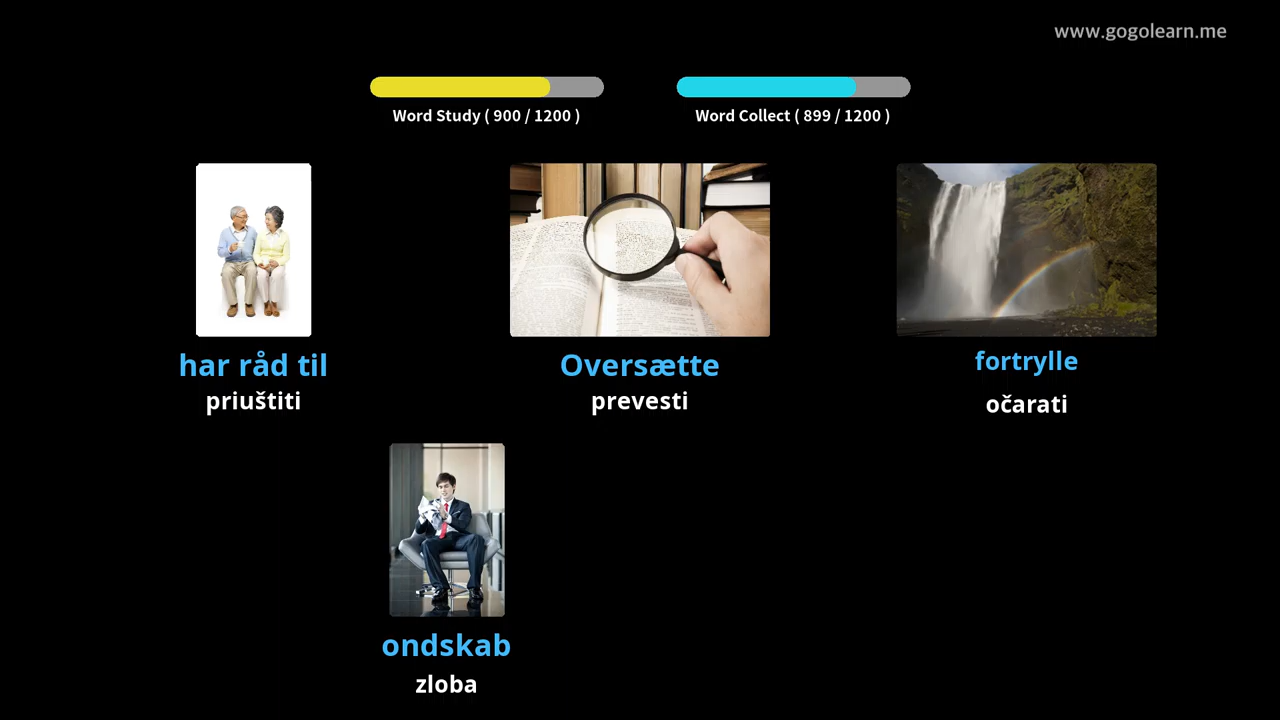 www.gogolearn.me
Word Study ( 900 / 1200 )
Word Collect ( 899 / 1200 )
har råd til
priuštiti
Oversætte
prevesti
fortrylle
očarati
ondskab
zloba